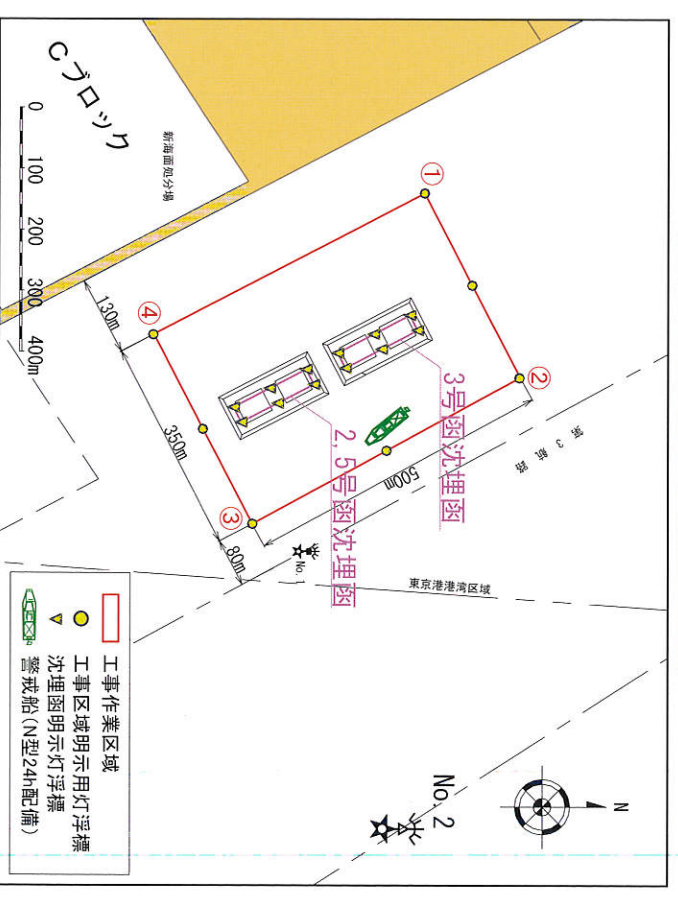 Cブロック
新海面処分場
0 100 200 300 400m
①
②
③
④
3号函沈埋函
2,5号函沈埋函
130m
350m
80m
500m
第3航路
東京港港湾区域
No.1
No.2
N
工事作業区域
工事区域明示用灯浮標
沈埋函明示灯浮標
警戒船(N型24h配備)